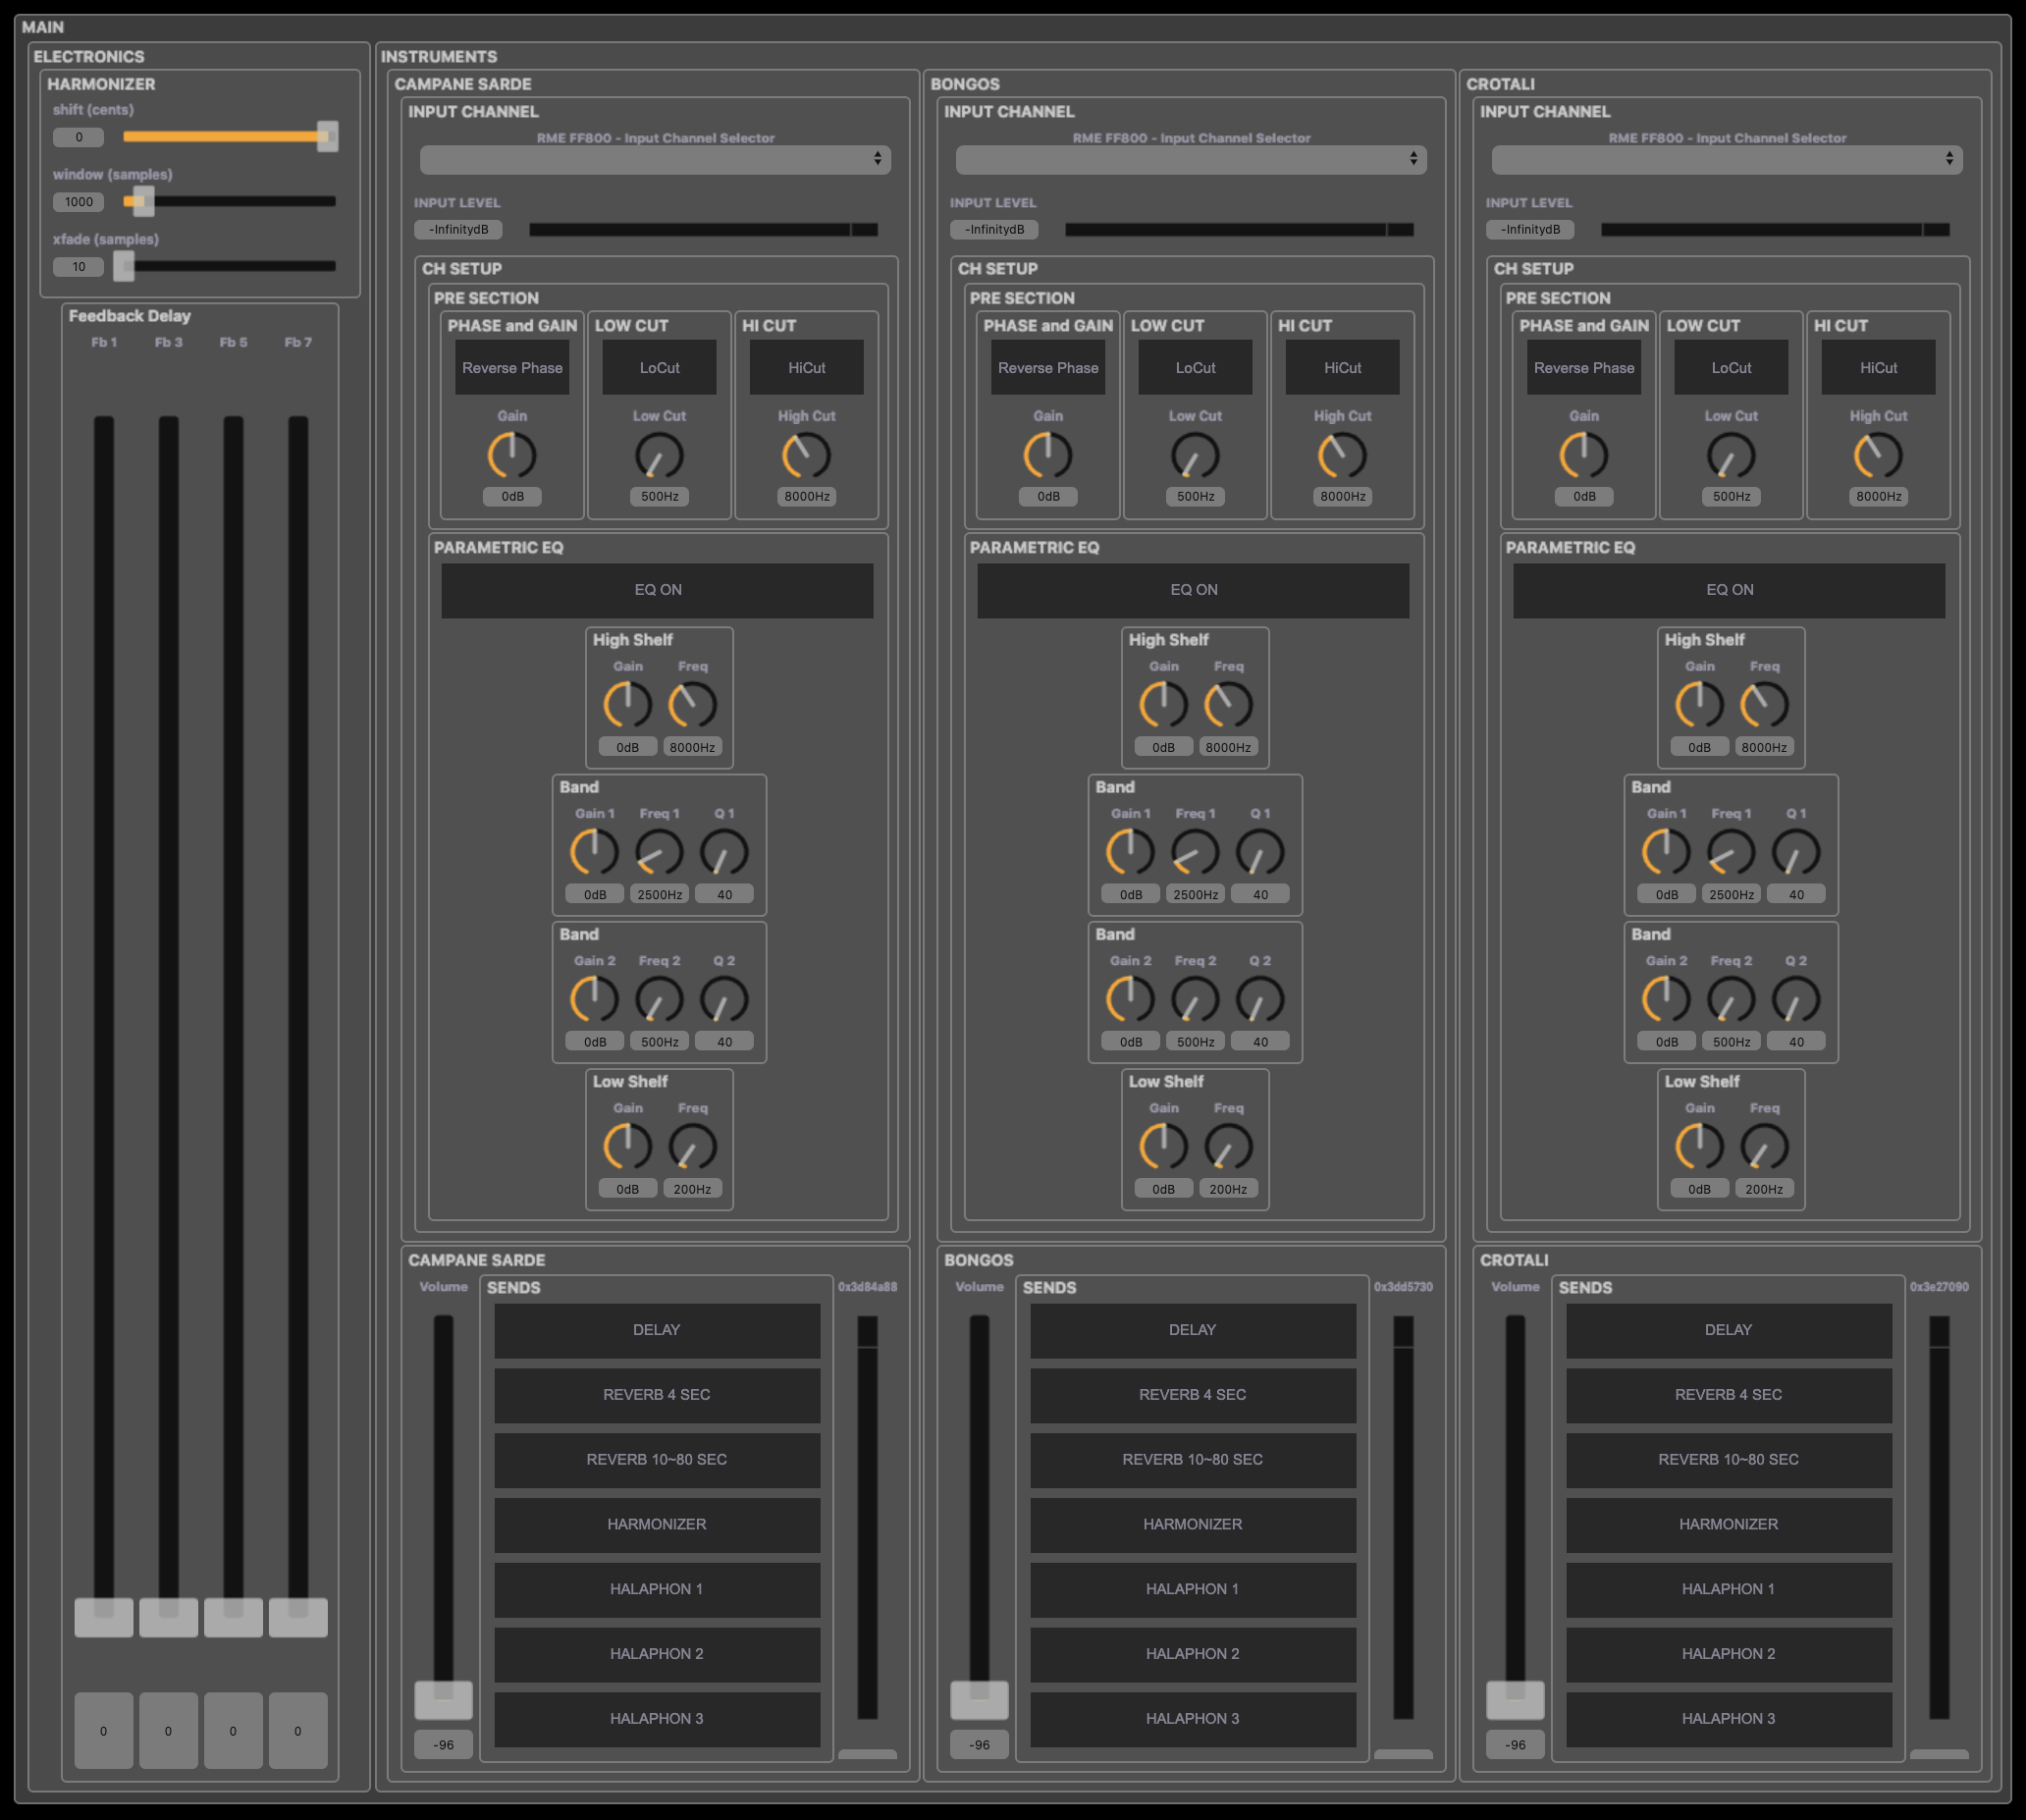 MAIN
ELECTRONICS
HARMONIZER
shift (cents)
0
window (samples)
1000
xfade (samples)
10
Feedback Delay
Fb 1 Fb 3 Fb 5 Fb 7
0 0 0 0
INSTRUMENTS
CAMPANE SARDE
INPUT CHANNEL
RME FF800 - Input Channel Selector
INPUT LEVEL
-InfinitydB
CH SETUP
PRE SECTION
PHASE and GAIN LOW CUT HI CUT
Reverse Phase LoCut HiCut
Gain Low Cut High Cut
0dB 500Hz 8000Hz
PARAMETRIC EQ
EQ ON
High Shelf
Gain Freq
0dB 8000Hz
Band
Gain 1 Freq 1 Q 1
0dB 2500Hz 40
Band
Gain 2 Freq 2 Q 2
0dB 500Hz 40
Low Shelf
Gain Freq
0dB 200Hz
CAMPANE SARDE
Volume SENDS 0x3d84a88
DELAY
REVERB 4 SEC
REVERB 10~80 SEC
HARMONIZER
HALAPHON 1
HALAPHON 2
HALAPHON 3
-96
BONGOS
INPUT CHANNEL
RME FF800 - Input Channel Selector
INPUT LEVEL
-InfinitydB
CH SETUP
PRE SECTION
PHASE and GAIN LOW CUT HI CUT
Reverse Phase LoCut HiCut
Gain Low Cut High Cut
0dB 500Hz 8000Hz
PARAMETRIC EQ
EQ ON
High Shelf
Gain Freq
0dB 8000Hz
Band
Gain 1 Freq 1 Q 1
0dB 2500Hz 40
Band
Gain 2 Freq 2 Q 2
0dB 500Hz 40
Low Shelf
Gain Freq
0dB 200Hz
BONGOS
Volume SENDS 0x3dd5730
DELAY
REVERB 4 SEC
REVERB 10~80 SEC
HARMONIZER
HALAPHON 1
HALAPHON 2
HALAPHON 3
-96
CROTALI
INPUT CHANNEL
RME FF800 - Input Channel Selector
INPUT LEVEL
-InfinitydB
CH SETUP
PRE SECTION
PHASE and GAIN LOW CUT HI CUT
Reverse Phase LoCut HiCut
Gain Low Cut High Cut
0dB 500Hz 8000Hz
PARAMETRIC EQ
EQ ON
High Shelf
Gain Freq
0dB 8000Hz
Band
Gain 1 Freq 1 Q 1
0dB 2500Hz 40
Band
Gain 2 Freq 2 Q 2
0dB 500Hz 40
Low Shelf
Gain Freq
0dB 200Hz
CROTALI
Volume SENDS 0x3e27090
DELAY
REVERB 4 SEC
REVERB 10~80 SEC
HARMONIZER
HALAPHON 1
HALAPHON 2
HALAPHON 3
-96